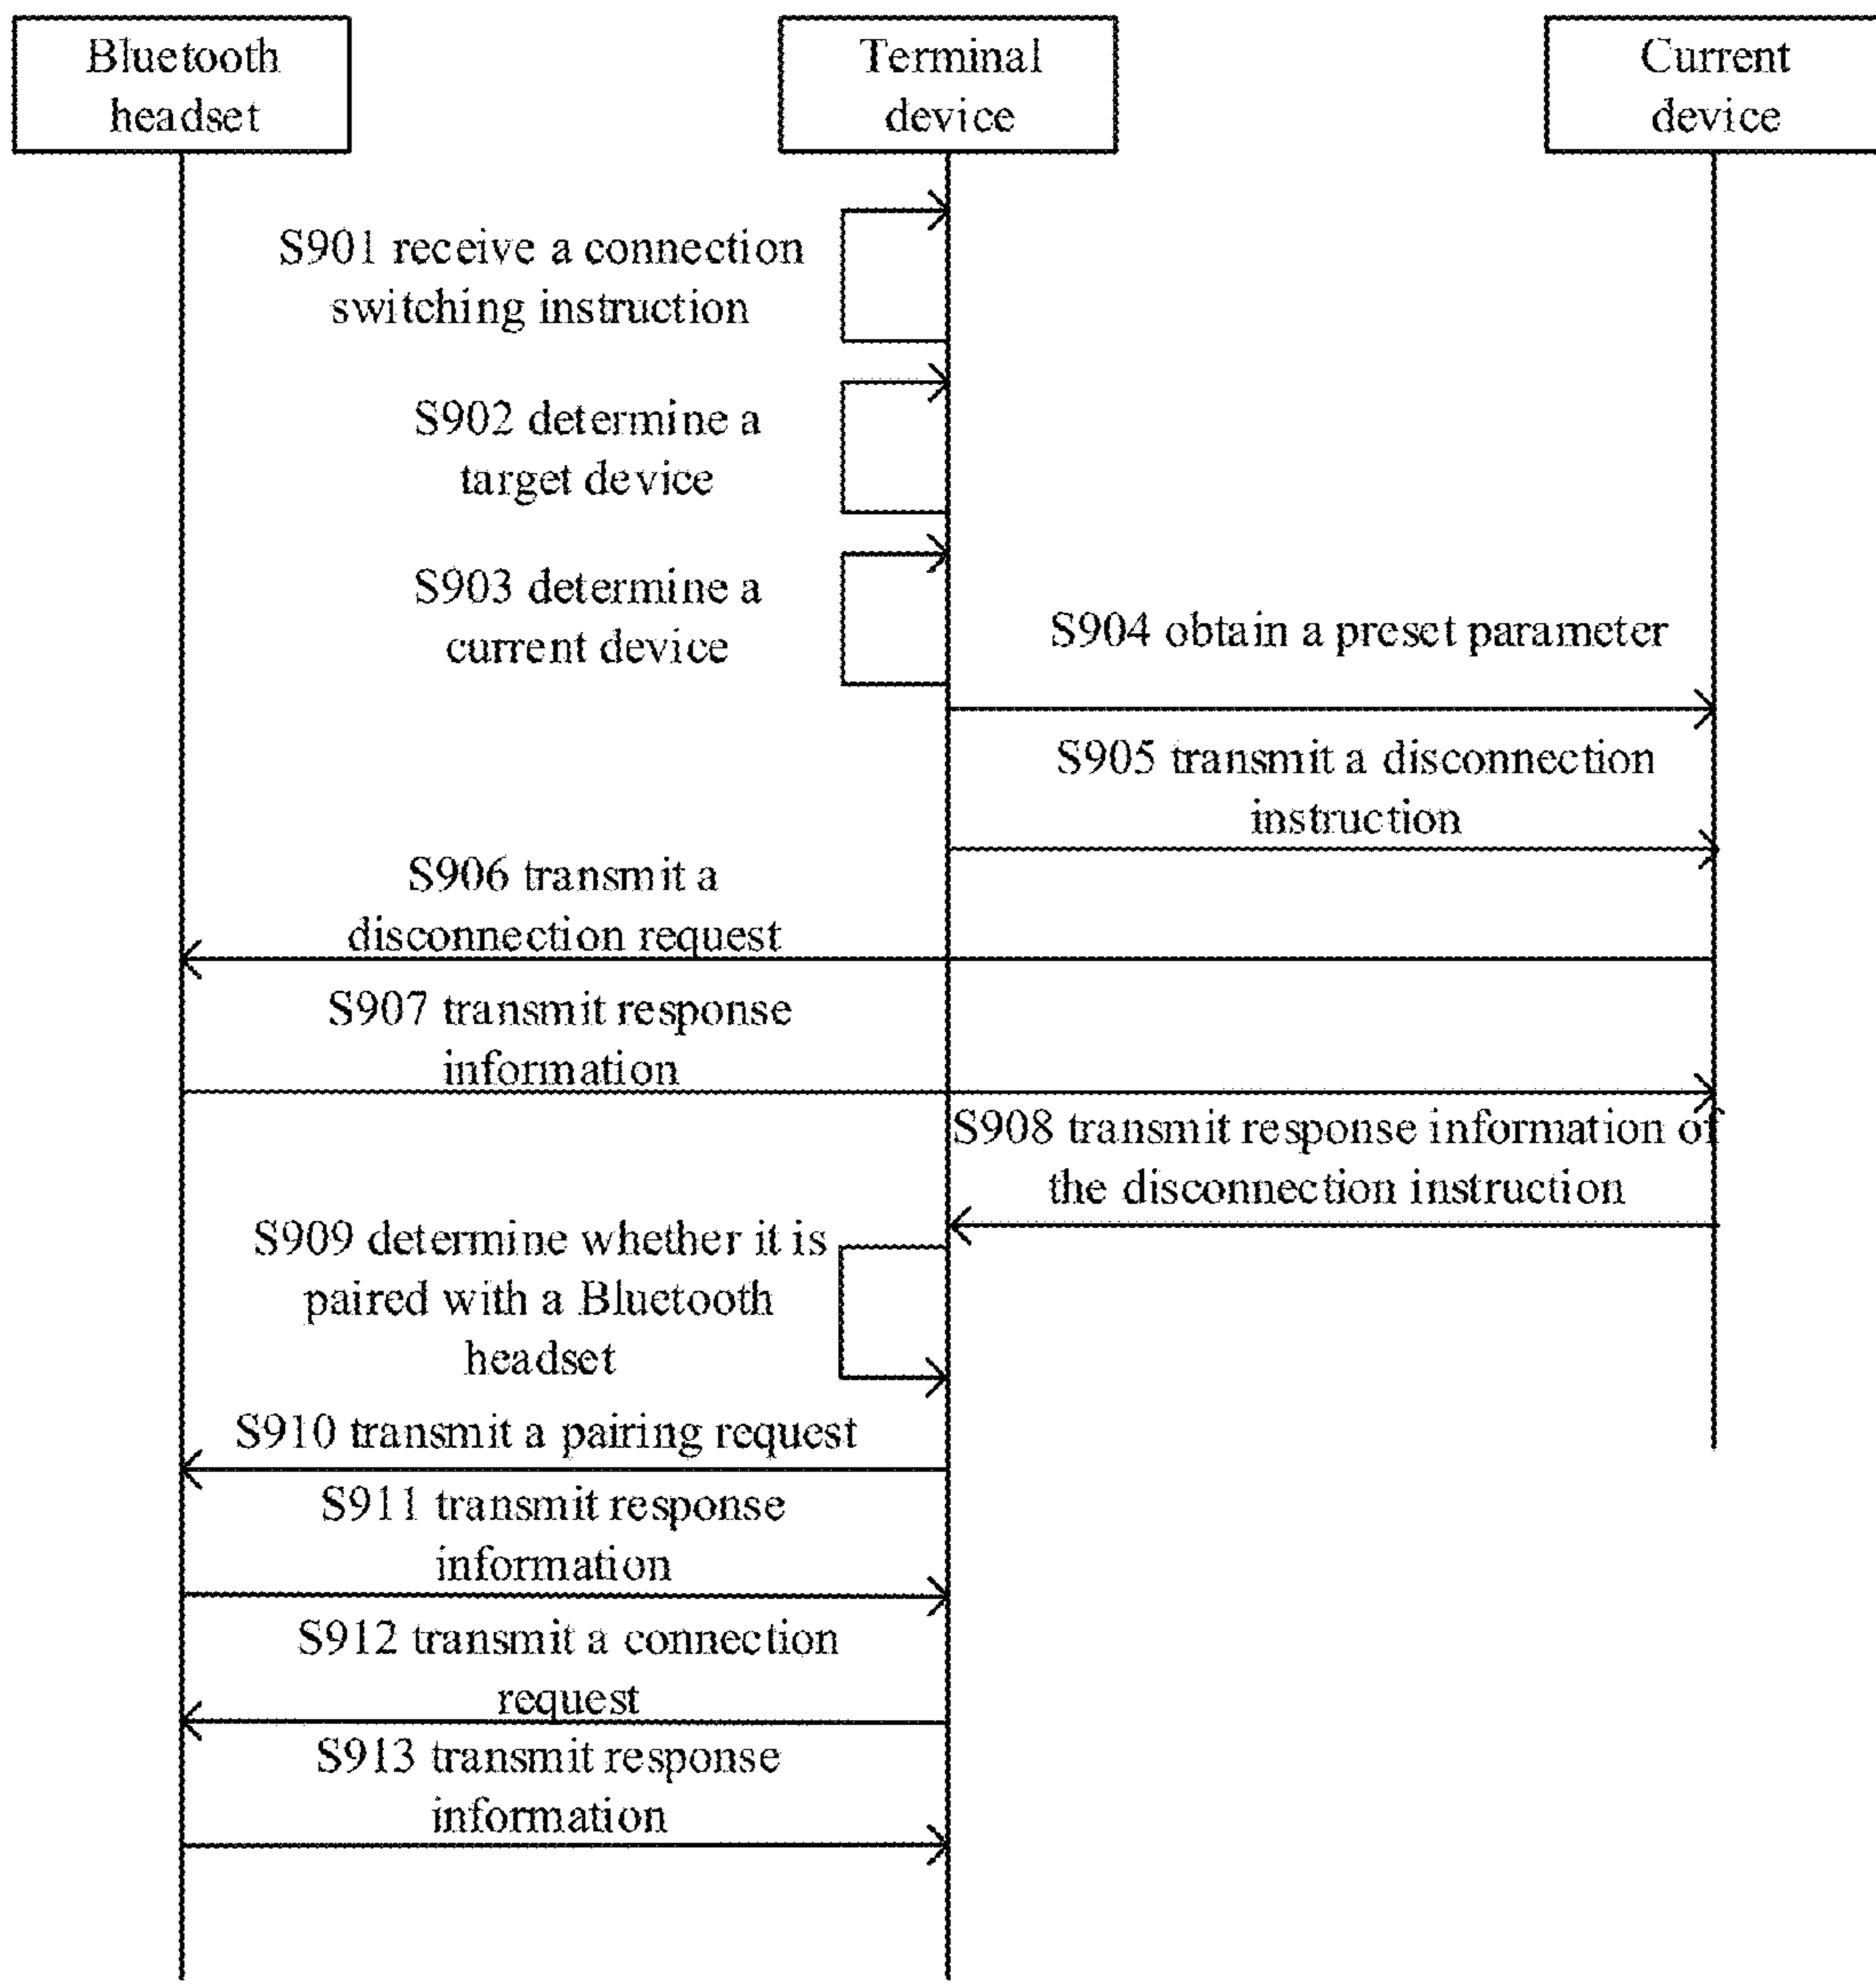 Bluetooth
headset
Terminal
device
Current
device
S901 receive a connection
switching instruction
S902 determine a
target device
S903 determine a
current device
S904 obtain a preset parameter
S905 transmit a disconnection
instruction
S906 transmit a
disconnection request
S907 transmit response
information
S908 transmit response information of
the disconnection instruction
S909 determine whether it is
paired with a Bluetooth
headset
S910 transmit a pairing request
S911 transmit response
information
S912 transmit a connection
request
S913 transmit response
information